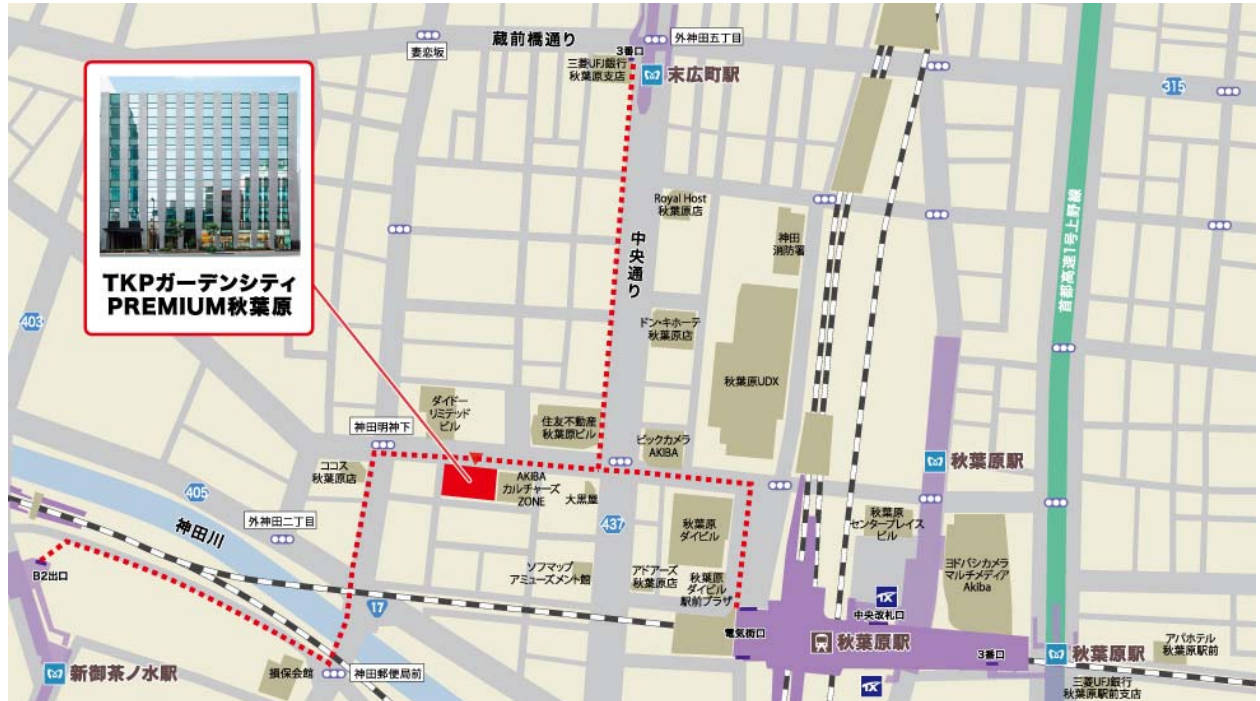 蔵前橋通り
妻恋坂
3番口
外神田五丁目
三菱UFJ銀行
秋葉原支店
末広町駅
315
TKPガーデンシティ
PREMIUM秋葉原
Royal Host
秋葉原店
中央通り
神田
消防署
首都高速1号上野線
403
ドン・キホーテ
秋葉原店
秋葉原UDX
ダイドー
リミテッド
ビル
住友不動産
秋葉原ビル
神田明神下
ビックカメラ
AKIBA
秋葉原駅
ココス
秋葉原店
AKIBA
カルチャーズ
ZONE
大黒屋
405
外神田二丁目
神田川
437
秋葉原
ダイビル
秋葉原
センタープレイス
ビル
B2出口
ソフマップ
アミューズメント館
アドアーズ
秋葉原店
秋葉原
ダイビル
駅前プラザ
ヨドバシカメラ
マルチメディア
Akiba
17
TX
中央改札口
電気街口
秋葉原駅
3番口
秋葉原駅
アパホテル
秋葉原駅前
新御茶ノ水駅
損保会館
神田郵便局前
TX
三菱UFJ銀行
秋葉原駅前支店